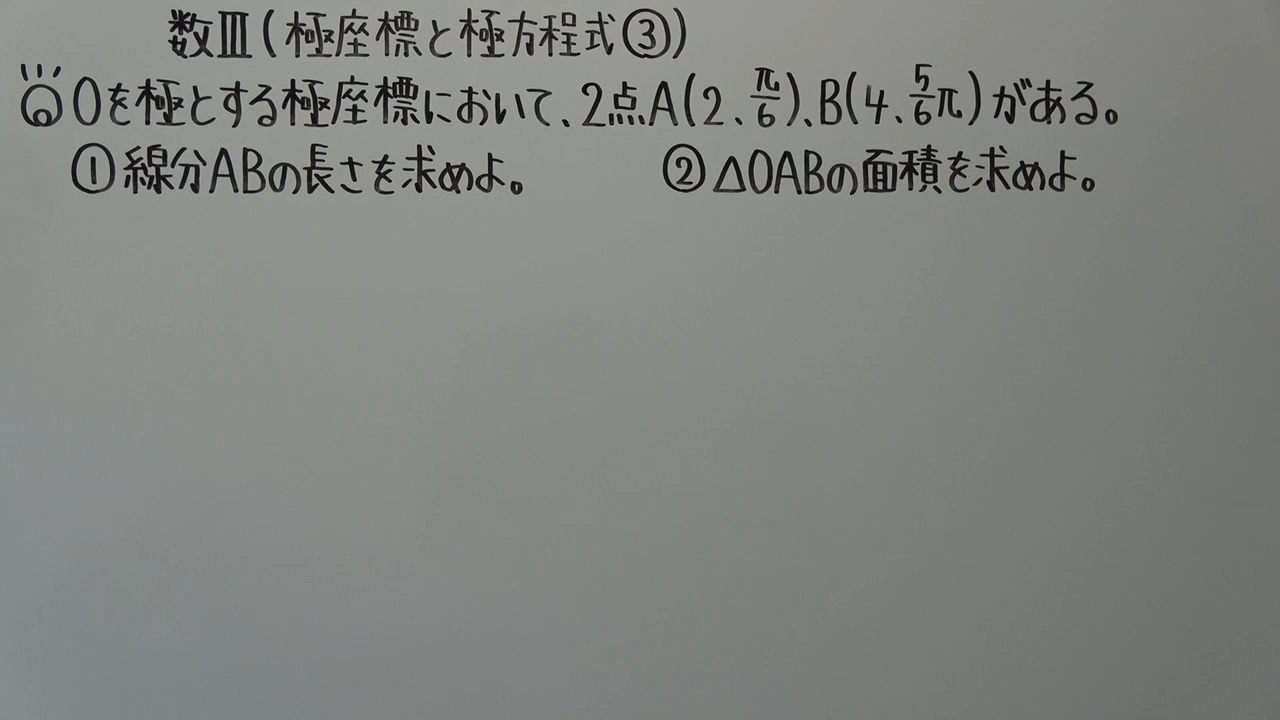 数Ⅲ(極座標と極方程式③)
Oを極とする極座標において、2点A(2、π/6)、B(4、5/6π)がある。
①線分ABの長さを求めよ。 ②△OABの面積を求めよ。